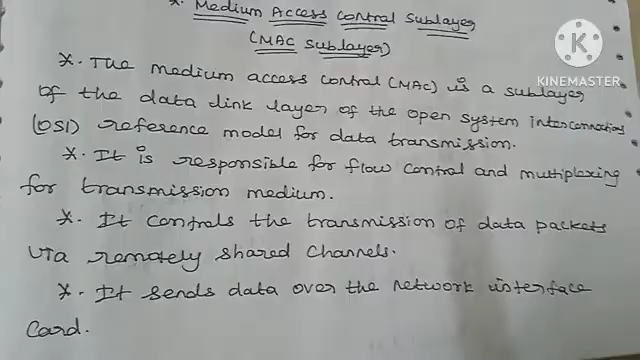 *. Medium Access Control Sublayer
(MAC Sublayer)
K
KINEMASTER
*. The medium access control (MAC) is a sublayer
of the data link layer of the open system interconnections
(OSI) reference model for data transmission.
*. It is responsible for flow control and multiplexing
for transmission medium.
*. It controls the transmission of data packets
via remotely shared channels.
*. It sends data over the network interface
card.